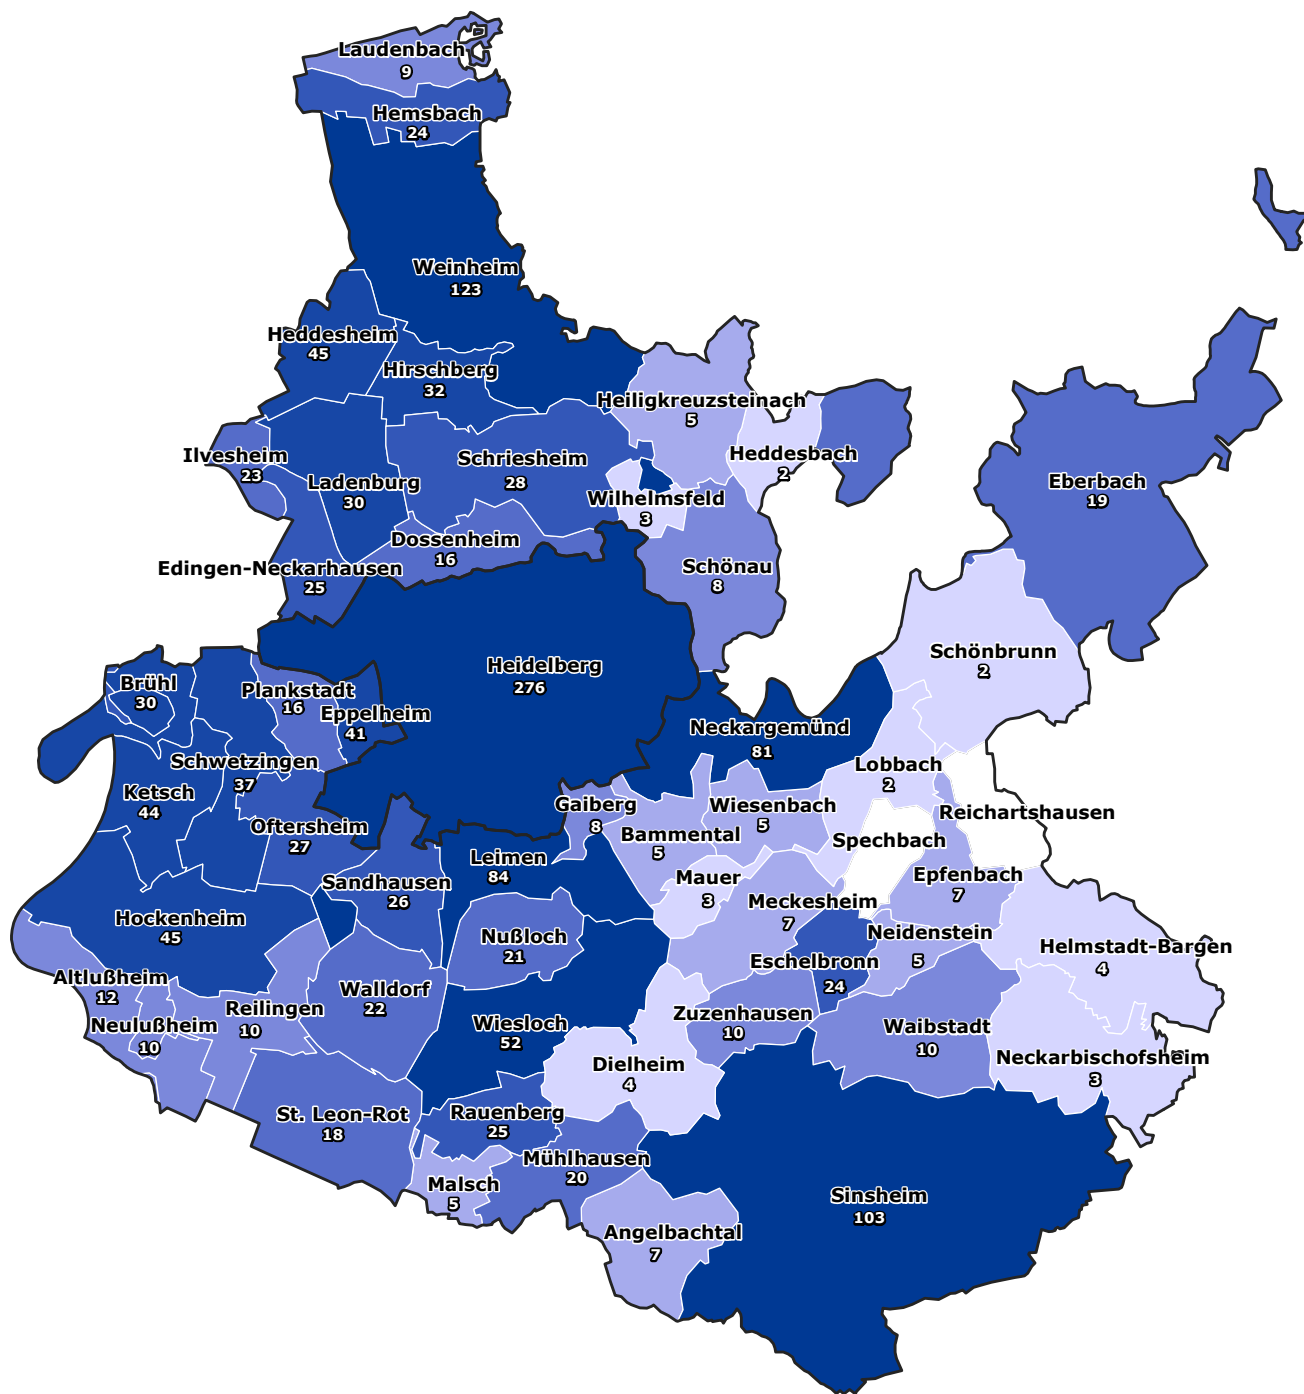 Laudenbach
9
Hemsbach
24
Weinheim
123
Heddesheim
45
Hirschberg
32
Heiligkreuzsteinach
5
Heddesbach
2
Ilvesheim
23
Ladenburg
30
Schriesheim
28
Wilhelmsfeld
3
Eberbach
19
Dossenheim
16
Edingen-Neckarhausen
25
Schönau
8
Heidelberg
276
Schönbrunn
2
Brühl
30
Plankstadt
16
Eppelheim
41
Neckargemünd
81
Schwetzingen
37
Lobbach
2
Ketsch
44
Gaiberg
8
Wiesenbach
5
Reichartshausen
Oftersheim
27
Bammental
5
Spechbach
Leimen
84
Mauer
3
Epfenbach
7
Sandhausen
26
Meckesheim
7
Hockenheim
45
Nußloch
21
Neidenstein
5
Helmstadt-Bargen
4
Eschelbronn
24
Altlußheim
12
Walldorf
22
Reilingen
10
Neulußheim
10
Wiesloch
52
Zuzenhausen
10
Waibstadt
10
Dielheim
4
Neckarbischofsheim
3
St. Leon-Rot
18
Rauenberg
25
Mühlhausen
20
Malsch
5
Sinsheim
103
Angelbachtal
7